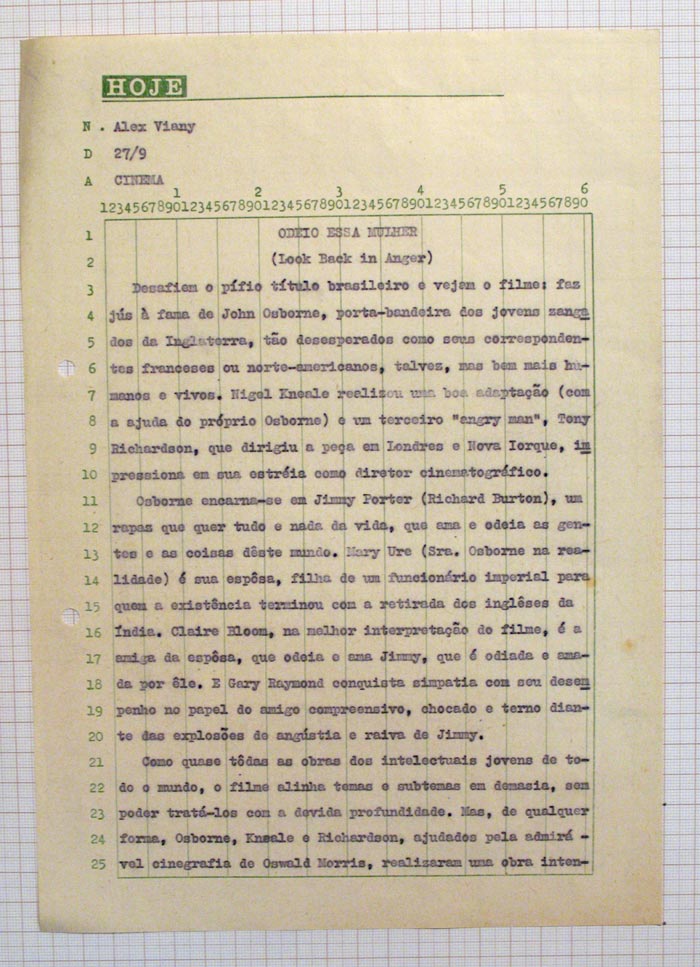 HOJE
N . Alex Viany
D 27/9
A CINEMA
1 2 3 4 5 6
123456789012345678901234567890123456789012345678901234567890
1 ODEIO ESSA MULHER
2 (Look Back in Anger)
3 Desafiem o pífio título brasileiro e vejam o filme: faz
4 jús à fama de John Osborne, porta-bandeira dos jovens zanga
5 dos da Inglaterra, tão desesperados como seus corresponden-
6 tes franceses ou norte-americanos, talvez, mas bem mais hu-
7 manos e vivos. Nigel Kneale realizou uma boa adaptação (com
8 a ajuda do próprio Osborne) e um terceiro "angry man", Tony
9 Richardson, que dirigiu a peça em Londres e Nova Iorque, im
10 pressiona em sua estréia como diretor cinematográfico.
11 Osborne encarna-se em Jimmy Porter (Richard Burton), um
12 rapas que quer tudo e nada da vida, que ama e odeia as gen-
13 tes e as coisas dêste mundo. Mary Ure (Sra. Osborne na rea-
14 lidade) é sua espôsa, filha de um funcionário imperial para
15 quem a existência terminou com a retirada dos inglêses da
16 Índia. Claire Bloom, na melhor interpretação do filme, é a
17 amiga da espôsa, que odeia e ama Jimmy, que é odiada e ama-
18 da por êle. E Gary Raymond conquista simpatia com seu desem
19 penho no papel do amigo compreensivo, chocado e terno dian-
20 te das explosões de angústia e raiva de Jimmy.
21 Como quase tôdas as obras dos intelectuais jovens de to-
22 do o mundo, o filme alinha temas e subtemas em demasia, sem
23 poder tratá-los com a devida profundidade. Mas, de qualquer
24 forma, Osborne, Kneale e Richardson, ajudados pela admirá -
25 vel cinegrafia de Oswald Morris, realizaram uma obra inten-